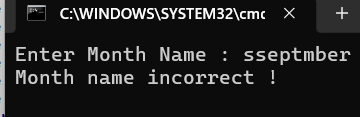 C:\WINDOWS\SYSTEM32\cmc
Enter Month Name : sseptmber
Month name incorrect !